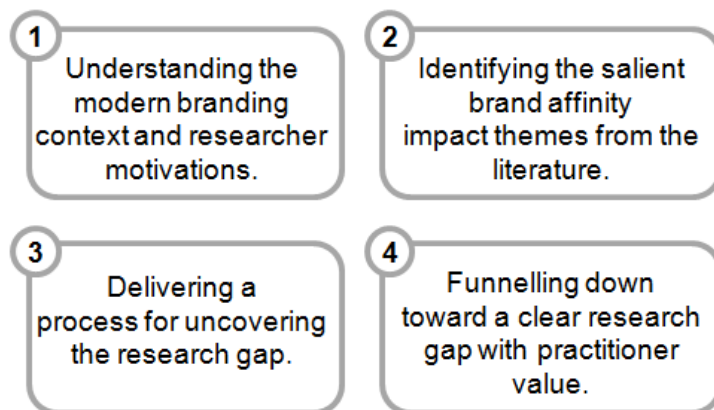 1
Understanding the
modern branding
context and researcher
motivations.
2
Identifying the salient
brand affinity
impact themes from the
literature.
3
Delivering a
process for uncovering
the research gap.
4
Funnelling down
toward a clear research
gap with practitioner
value.